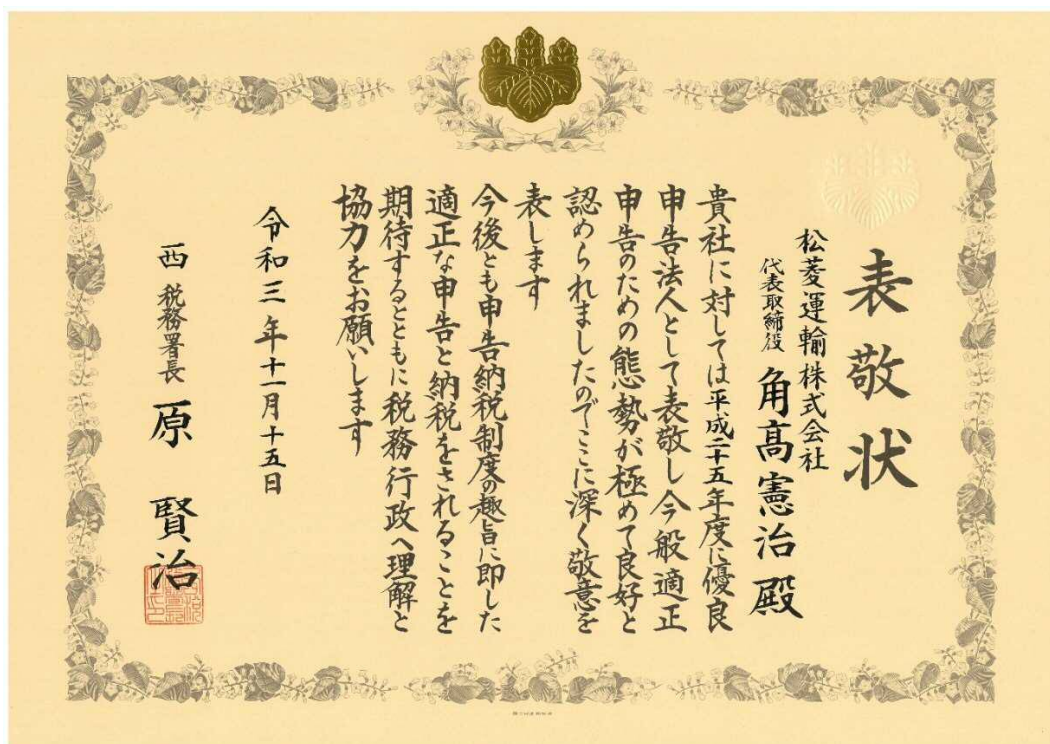 表敬状
松菱運輸株式会社
代表取締役 角高憲治殿
貴社に対しては平成二十五年度に優良
申告法人として表敬し今般適正
申告のための態勢が極めて良好と
認められましたのでここに深く敬意を
表します
今後とも申告納税制度の趣旨に即した
適正な申告と納税をされることを
期待するとともに税務行政へ理解と
協力をお願いします
令和三年十一月十五日
西税務署長 原賢治